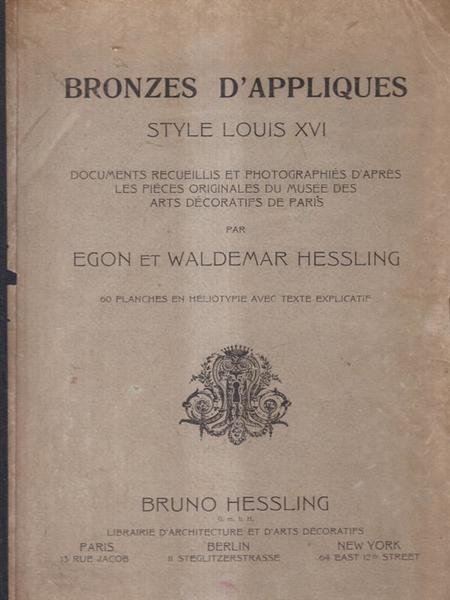 BRONZES D'APPLIQUES
STYLE LOUIS XVI
DOCUMENTS RECUEILLIS ET PHOTOGRAPHIÉS D'APRÈS
LES PIÈCES ORIGINALES DU MUSÉE DES
ARTS DÉCORATIFS DE PARIS
PAR
EGON ET WALDEMAR HESSLING
60 PLANCHES EN HÉLIOTYPIE AVEC TEXTE EXPLICATIF
BRUNO HESSLING
G. m. b. H.
LIBRAIRIE D'ARCHITECTURE ET D'ARTS DÉCORATIFS
PARIS BERLIN NEW YORK
13 RUE JACOB 11 STEGLITZERSTRASSE 64 EAST 12th STREET